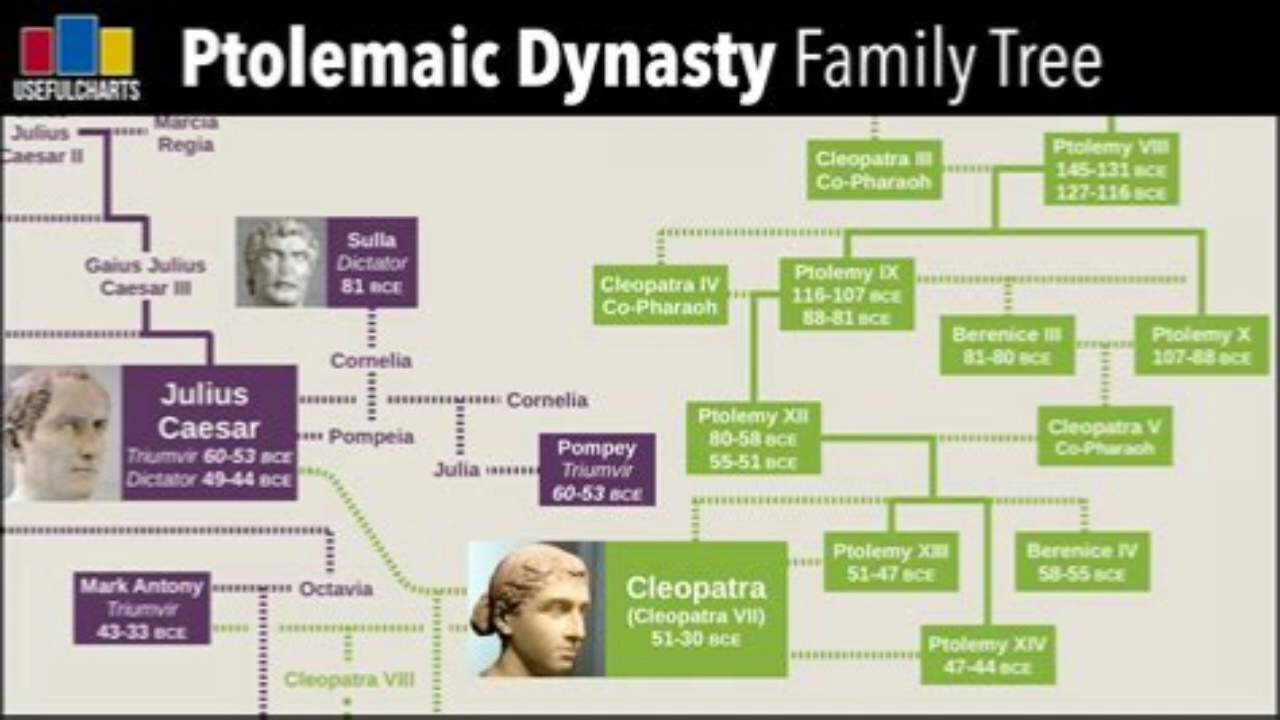 USEFULCHARTS
Ptolemaic Dynasty Family Tree
Julius
Caesar II
Marcia
Regia
Gaius Julius
Caesar III
Sulla
Dictator
81 BCE
Cornelia
Julius
Caesar
Triumvir 60-53 BCE
Dictator 49-44 BCE
Cornelia
Pompeia
Julia
Pompey
Triumvir
60-53 BCE
Mark Antony
Triumvir
43-33 BCE
Octavia
Cleopatra VIII
Cleopatra III
Co-Pharaoh
Ptolemy VIII
145-131 BCE
127-116 BCE
Cleopatra IV
Co-Pharaoh
Ptolemy IX
116-107 BCE
88-81 BCE
Berenice III
81-80 BCE
Ptolemy X
107-88 BCE
Ptolemy XII
80-58 BCE
55-51 BCE
Cleopatra V
Co-Pharaoh
Cleopatra
(Cleopatra VII)
51-30 BCE
Ptolemy XIII
51-47 BCE
Berenice IV
58-55 BCE
Ptolemy XIV
47-44 BCE